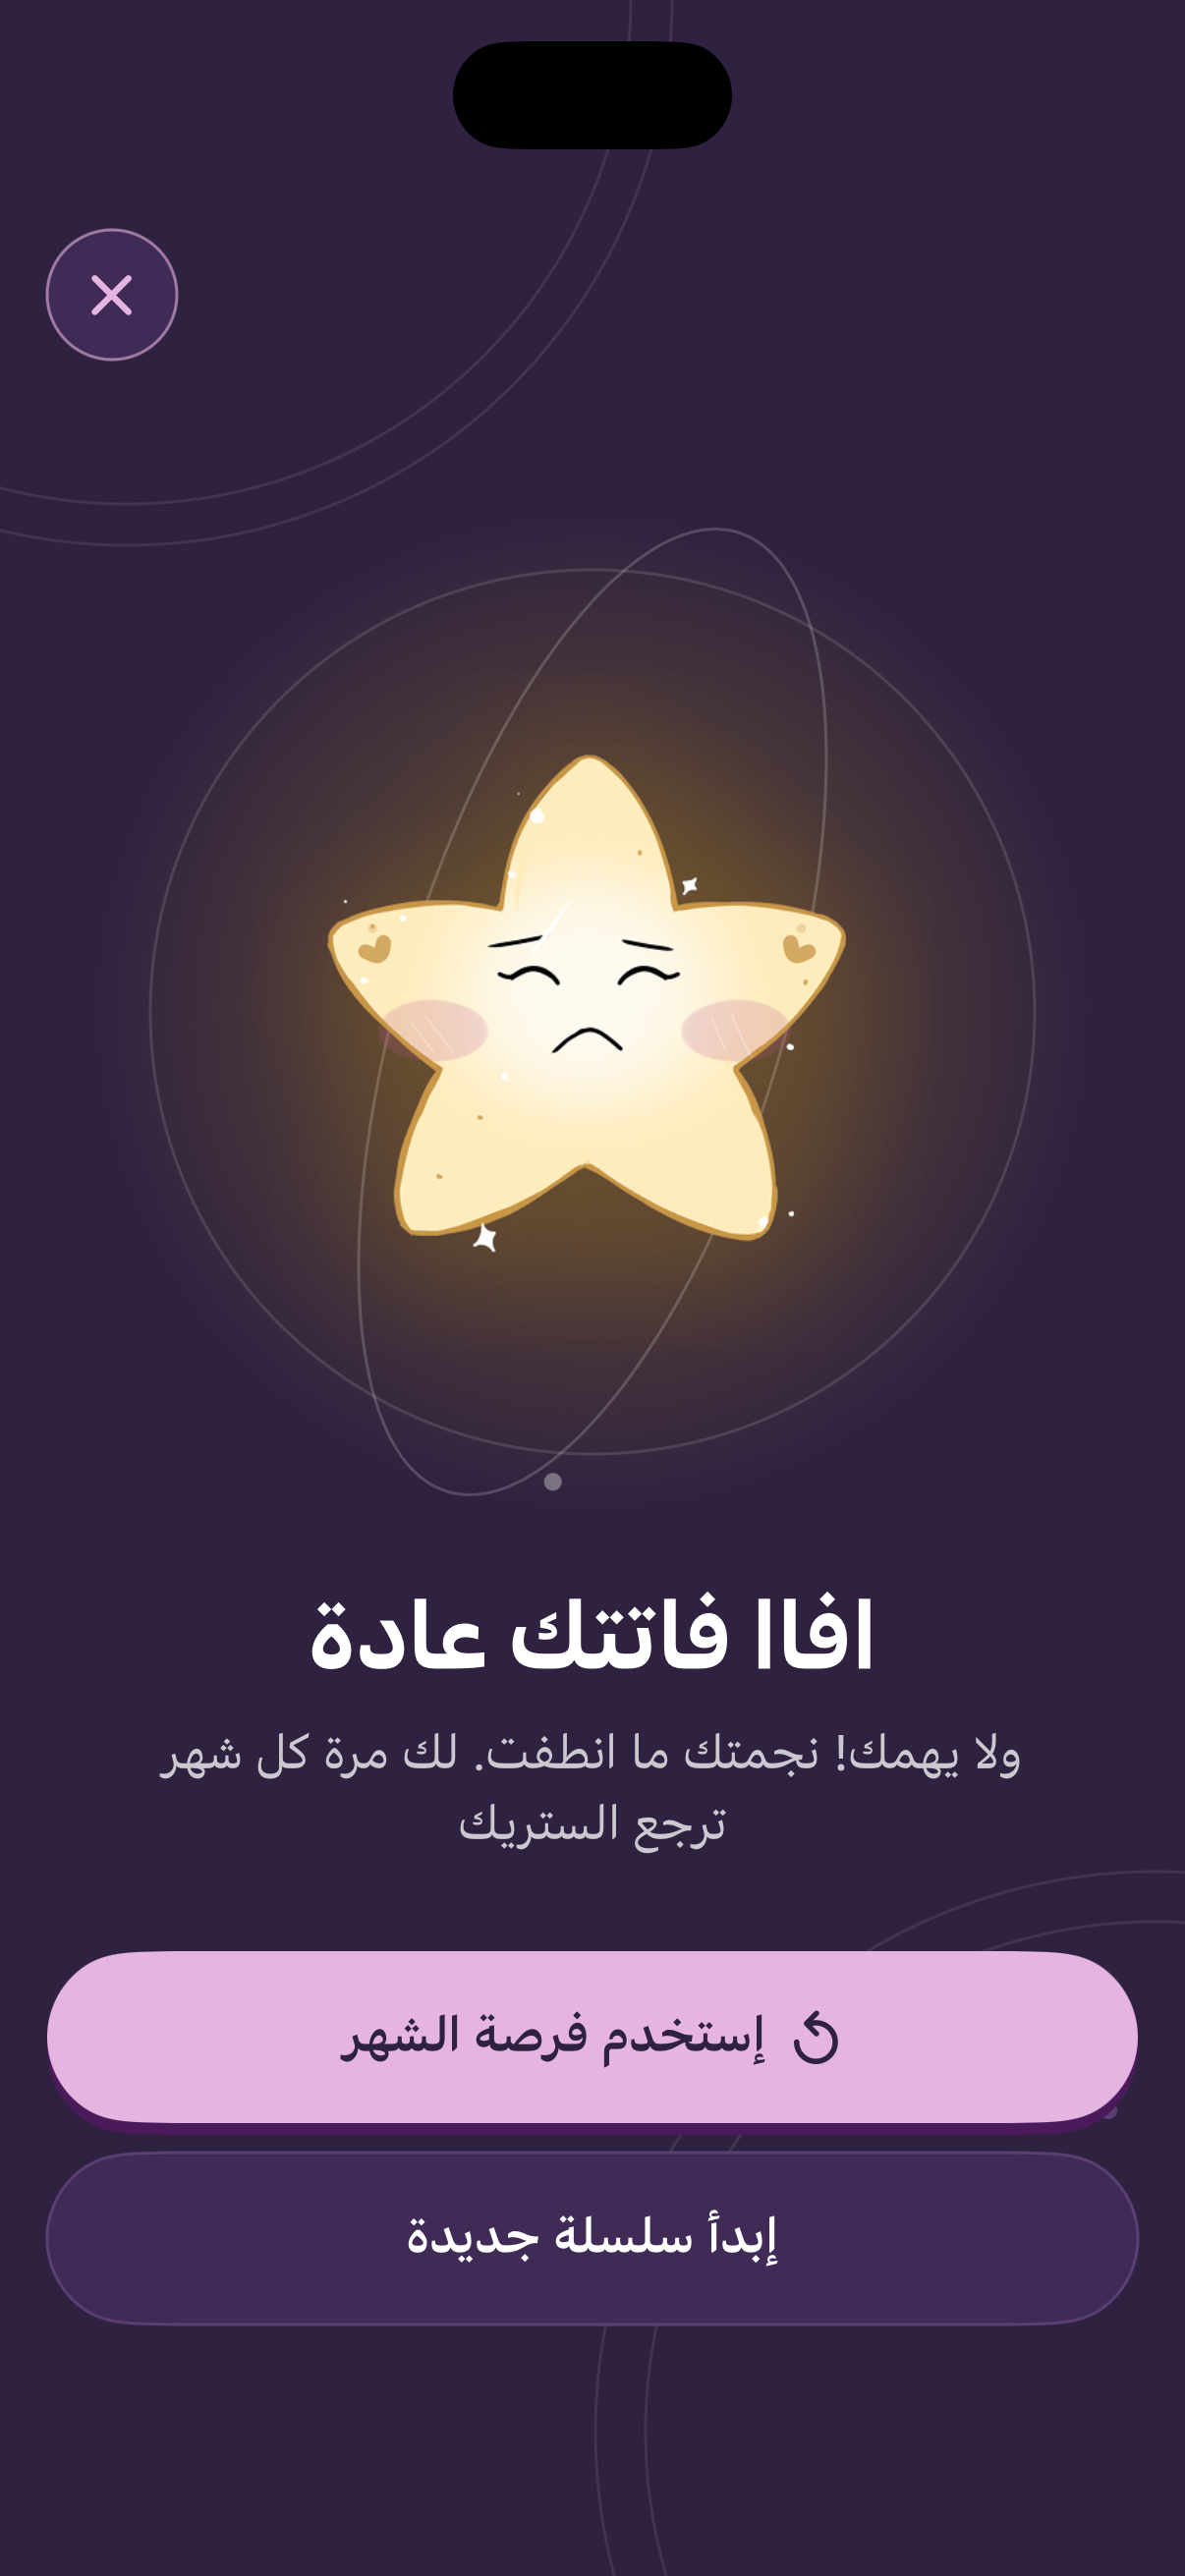 افاا فاتتك عادة
ولا يهمك! نجمتك ما انطفت. لك مرة كل شهر
ترجع الستريك
إستخدم فرصة الشهر
إبدأ سلسلة جديدة